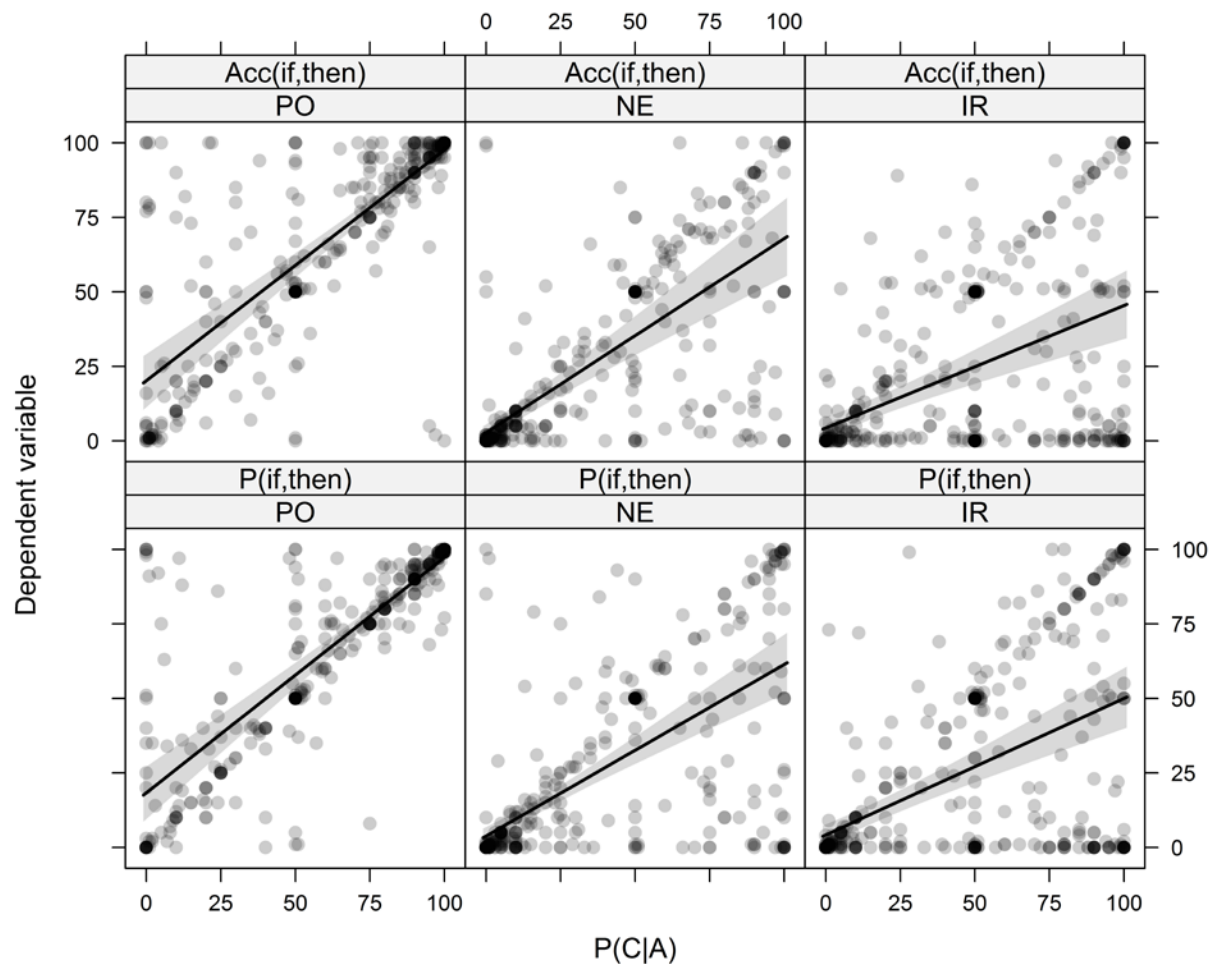 0 25 50 75 100
Acc(if,then) Acc(if,then) Acc(if,then)
PO NE IR
100
75
50
25
0
Dependent variable
P(if,then) P(if,then) P(if,then)
PO NE IR
100
75
50
25
0
0 25 50 75 100 0 25 50 75 100
P(C|A)